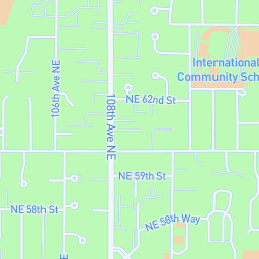 International
Community Scho
106th Ave NE
108th Ave NE
NE 62nd St
NE 59th St
NE 58th St
NE 58th Way
E